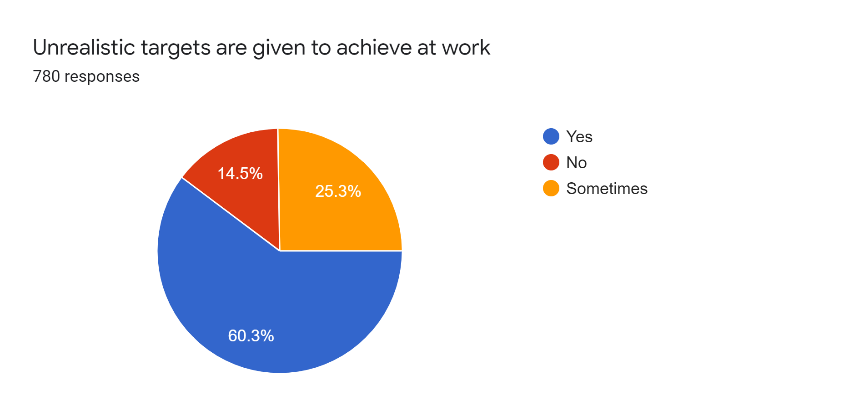 Unrealistic targets are given to achieve at work
780 responses
Yes
No
Sometimes
14.5%
25.3%
60.3%